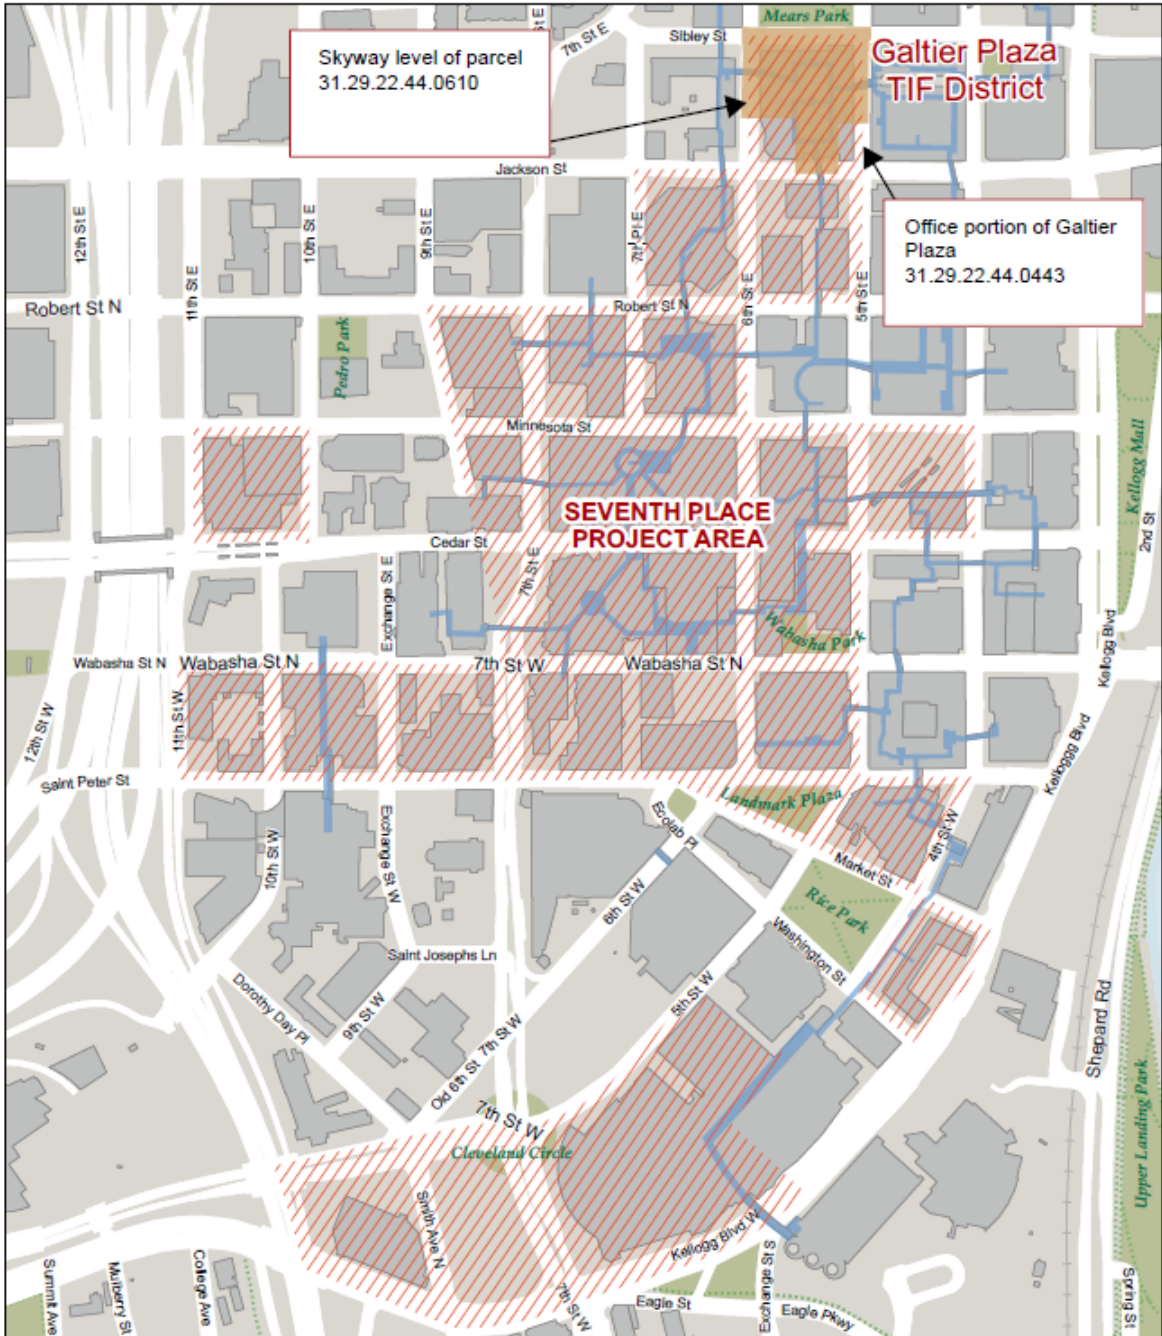 Mears Park
Sibley St
7th St E
St E
Skyway level of parcel
31.29.22.44.0610
Galtier Plaza
TIF District
Jackson St
Office portion of Galtier
Plaza
31.29.22.44.0443
12th St E
11th St E
10th St E
9th St E
7th Pl E
6th St E
5th St E
Robert St N
Robert St N
Pedro Park
Minnesota St
Kellogg Mall
2nd St
SEVENTH PLACE
PROJECT AREA
Cedar St
Exchange St E
7th St E
Wabasha Park
Wabasha St N
Wabasha St N
7th St W
Wabasha St N
Kellogg Blvd
12th St W
11th St W
Saint Peter St
Landmark Plaza
Kelloggg Blvd
Ecolab Pl
4th St W
Market St
10th St W
Exchange St W
6th St W
Rice Park
Washington St
Saint Josephs Ln
5th St W
Dorothy Day Pl
9th St W
Old 6th St
7th St W
Shepard Rd
7th St W
Cleveland Circle
Upper Landing Park
Smith Ave N
Kellogg Blvd W
Exchange St S
7th St W
Eagle St
Eagle Pkwy
Summit Ave
Mulberry St
College Ave
Spring St